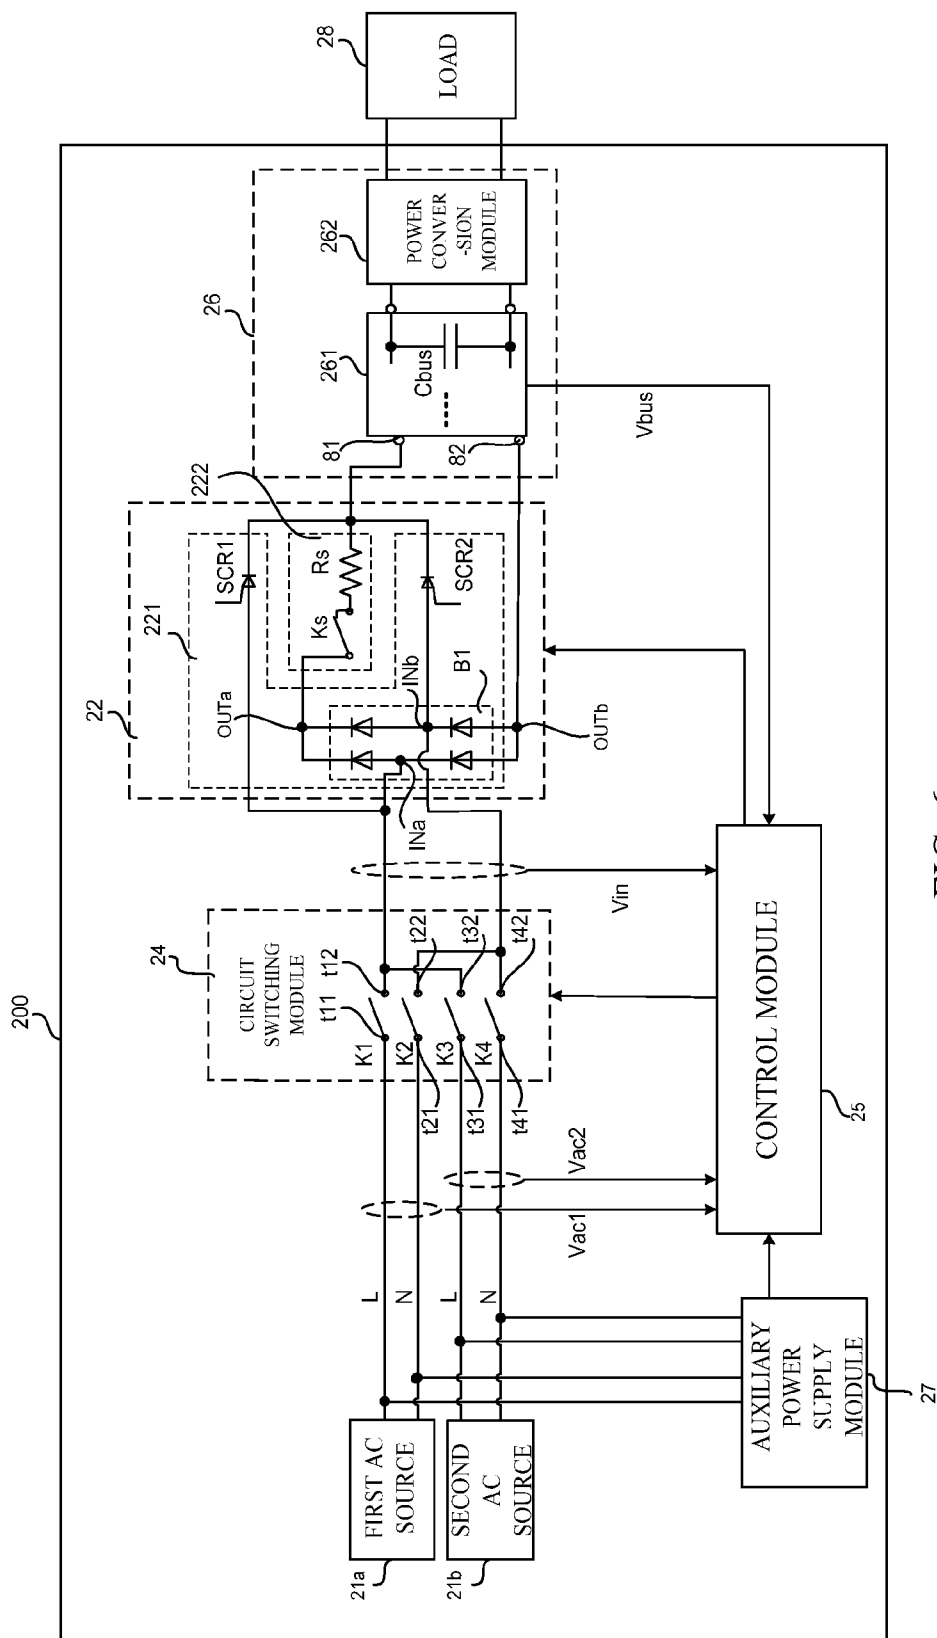 200
21a
FIRST AC
SOURCE
21b
SECOND
AC
SOURCE
L
N
L
N
Vac1
Vac2
AUXILIARY
POWER
SUPPLY
MODULE
27
24
CIRCUIT
SWITCHING
MODULE
K1
K2
K3
K4
t11
t12
t21
t22
t31
t32
t41
t42
Vin
CONTROL MODULE
25
22
221
222
SCR1
Ks
Rs
SCR2
OUTa
INb
B1
INa
OUTb
26
81
82
261
Cbus
Vbus
262
POWER
CONVER
-SION
MODULE
28
LOAD